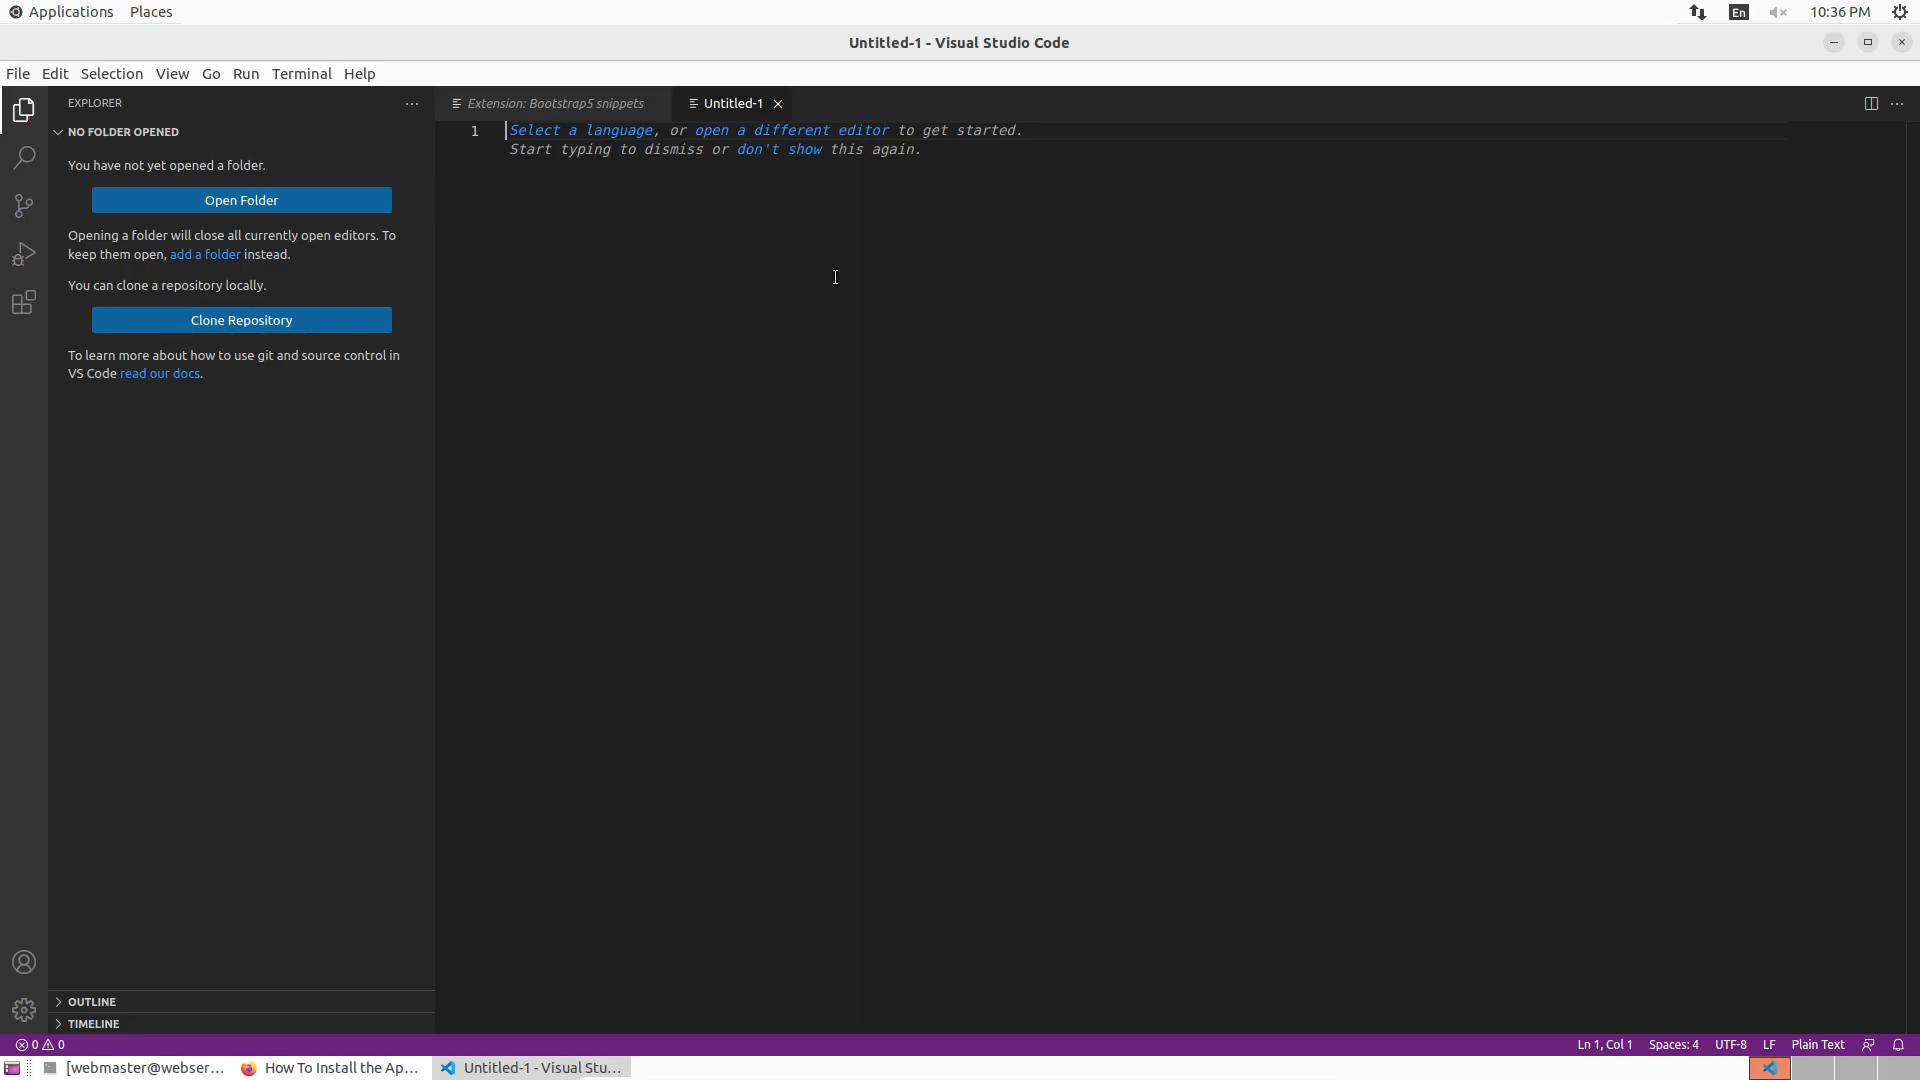 Applications Places En 10:36 PM
Untitled-1 - Visual Studio Code
File Edit Selection View Go Run Terminal Help
EXPLORER
NO FOLDER OPENED
You have not yet opened a folder.
Open Folder
Opening a folder will close all currently open editors. To
keep them open, add a folder instead.
You can clone a repository locally.
Clone Repository
To learn more about how to use git and source control in
VS Code read our docs.
OUTLINE
TIMELINE
Extension: Bootstrap5 snippets Untitled-1
1 Select a language, or open a different editor to get started.
Start typing to dismiss or don't show this again.
0 0 Ln 1, Col 1 Spaces: 4 UTF-8 LF Plain Text
[webmaster@webser... How To Install the Ap... Untitled-1 - Visual Stu...